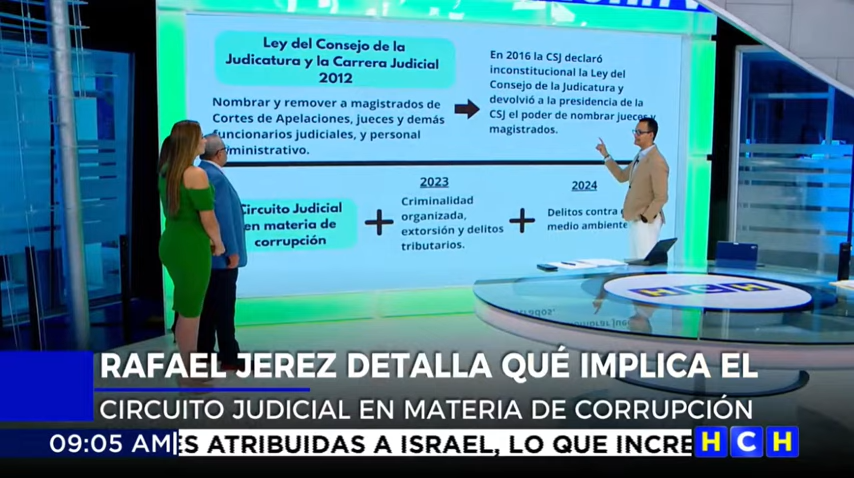 Ley del Consejo de la
Judicatura y la Carrera Judicial
2012
Nombrar y remover a magistrados de
Cortes de Apelaciones, jueces y demás
funcionarios judiciales, y personal
administrativo.
En 2016 la CSJ declaró
inconstitucional la Ley del
Consejo de la Judicatura y
devolvió a la presidencia de la
CSJ el poder de nombrar jueces y
magistrados.
Circuito Judicial
en materia de
corrupción
+
2023
Criminalidad
organizada,
extorsión y delitos
tributarios.
+
2024
Delitos contra
medio ambiente
HCH
RAFAEL JEREZ DETALLA QUÉ IMPLICA EL
CIRCUITO JUDICIAL EN MATERIA DE CORRUPCIÓN
09:05 AM
ES ATRIBUIDAS A ISRAEL, LO QUE INCRE
HCH